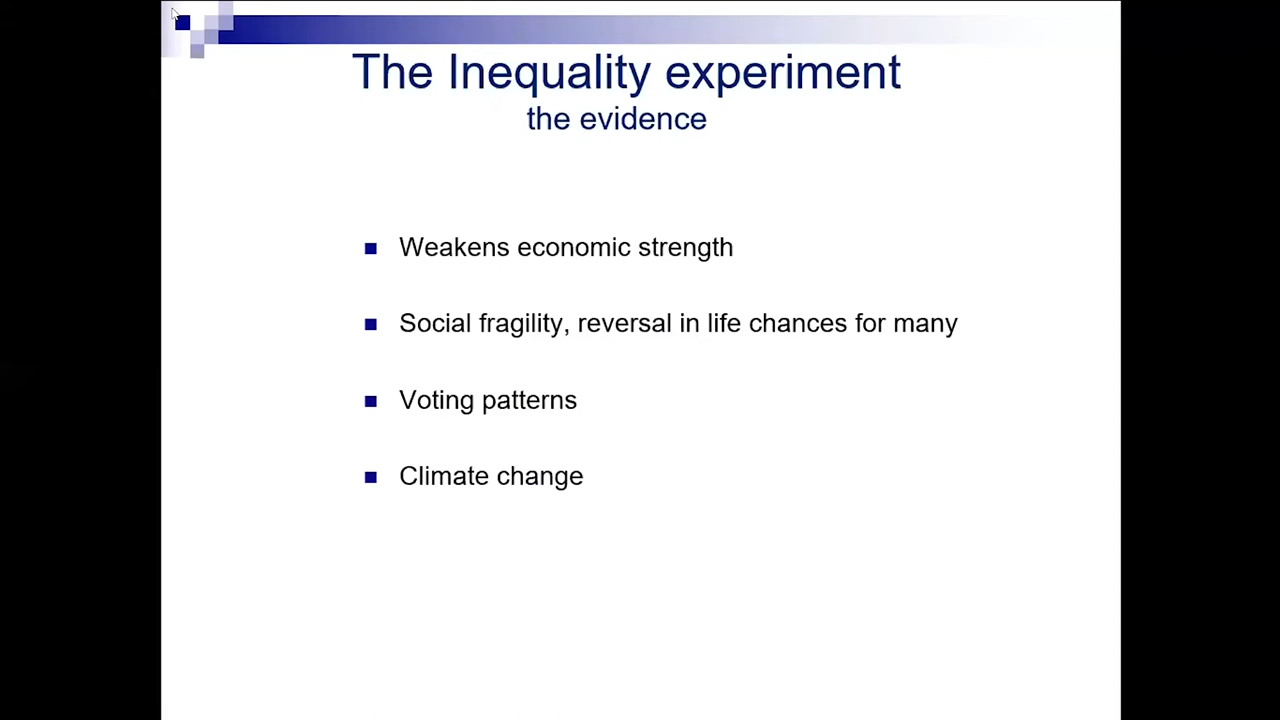 The Inequality experiment
the evidence
Weakens economic strength
Social fragility, reversal in life chances for many
Voting patterns
Climate change